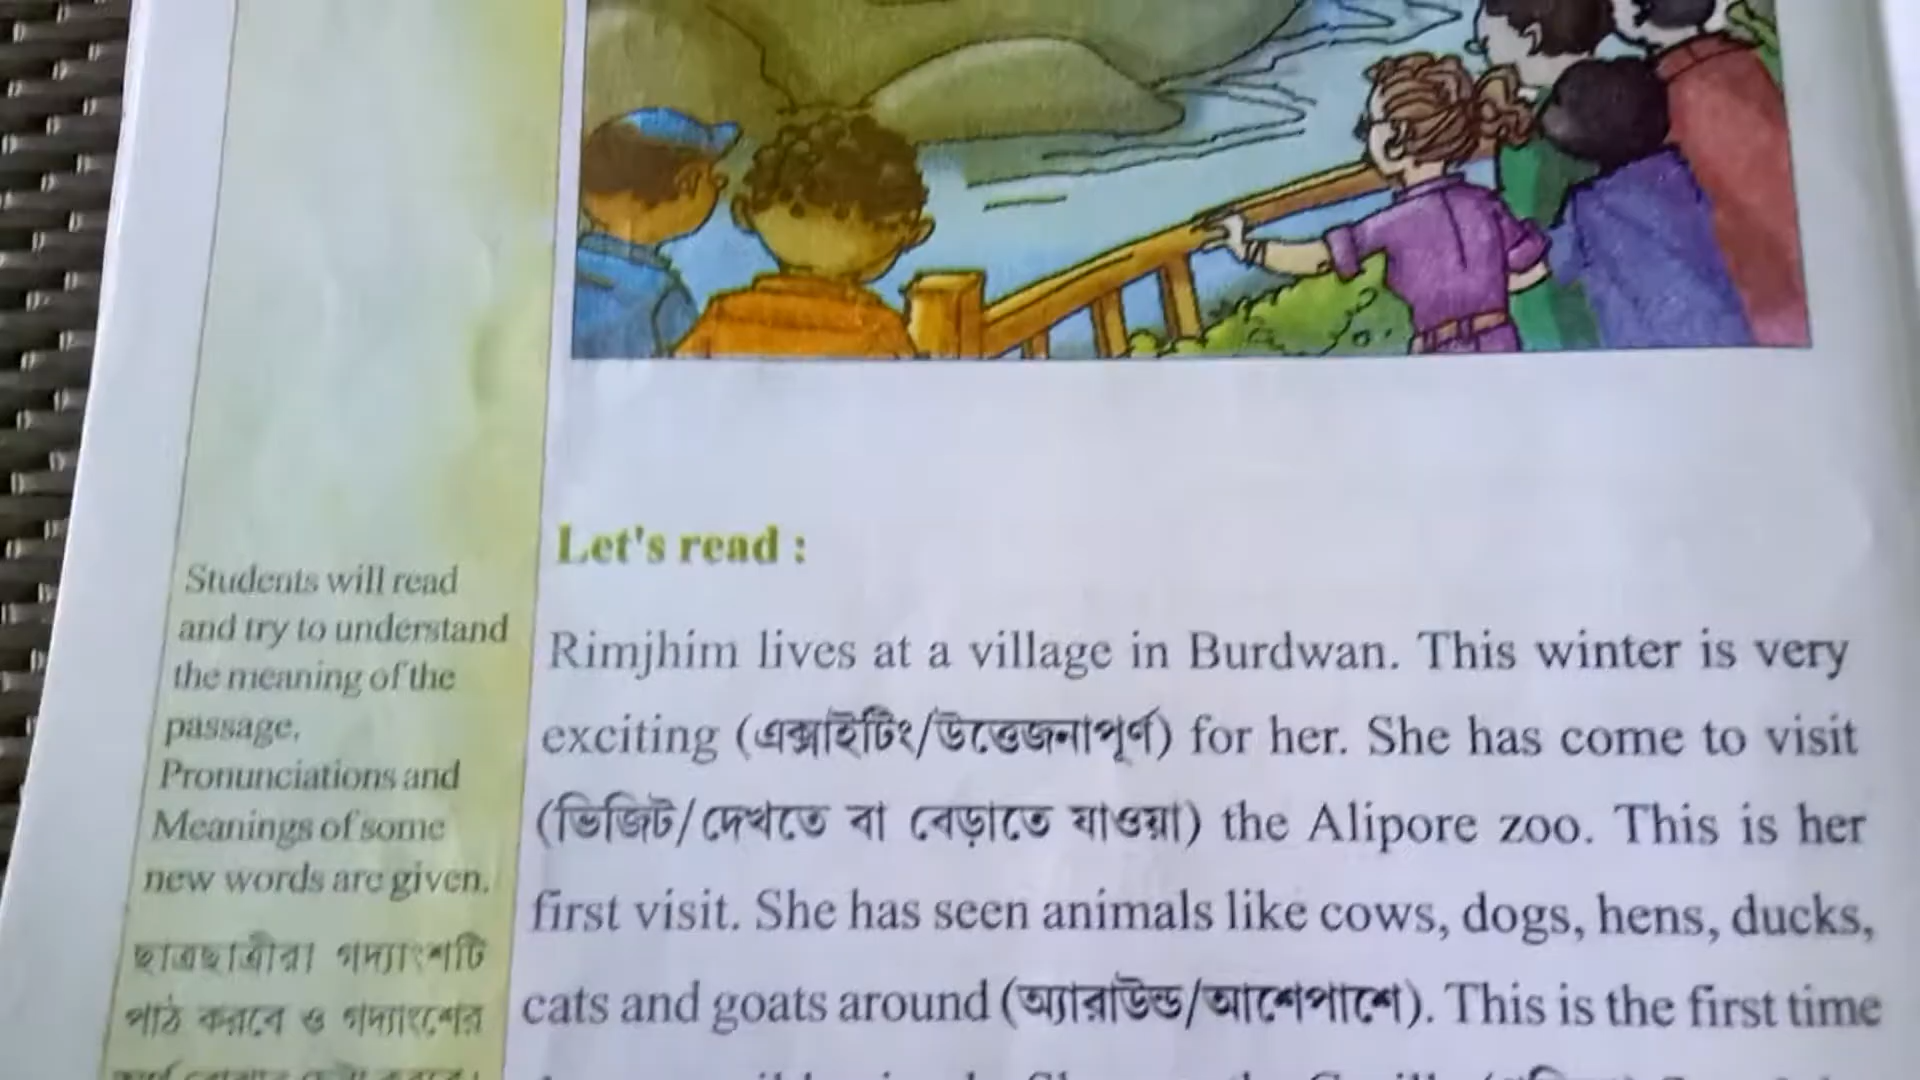 Let's read :
Rimjhim lives at a village in Burdwan. This winter is very
exciting (এক্সাইটিং/উত্তেজনাপূর্ণ) for her. She has come to visit
(ভিজিট/দেখতে বা বেড়াতে যাওয়া) the Alipore zoo. This is her
first visit. She has seen animals like cows, dogs, hens, ducks,
cats and goats around (অ্যারাউন্ড/আশেপাশে). This is the first time
Students will read
and try to understand
the meaning of the
passage.
Pronunciations and
Meanings of some
new words are given.
ছাত্রছাত্রীরা গদ্যাংশটি
পাঠ করবে ও গদ্যাংশের